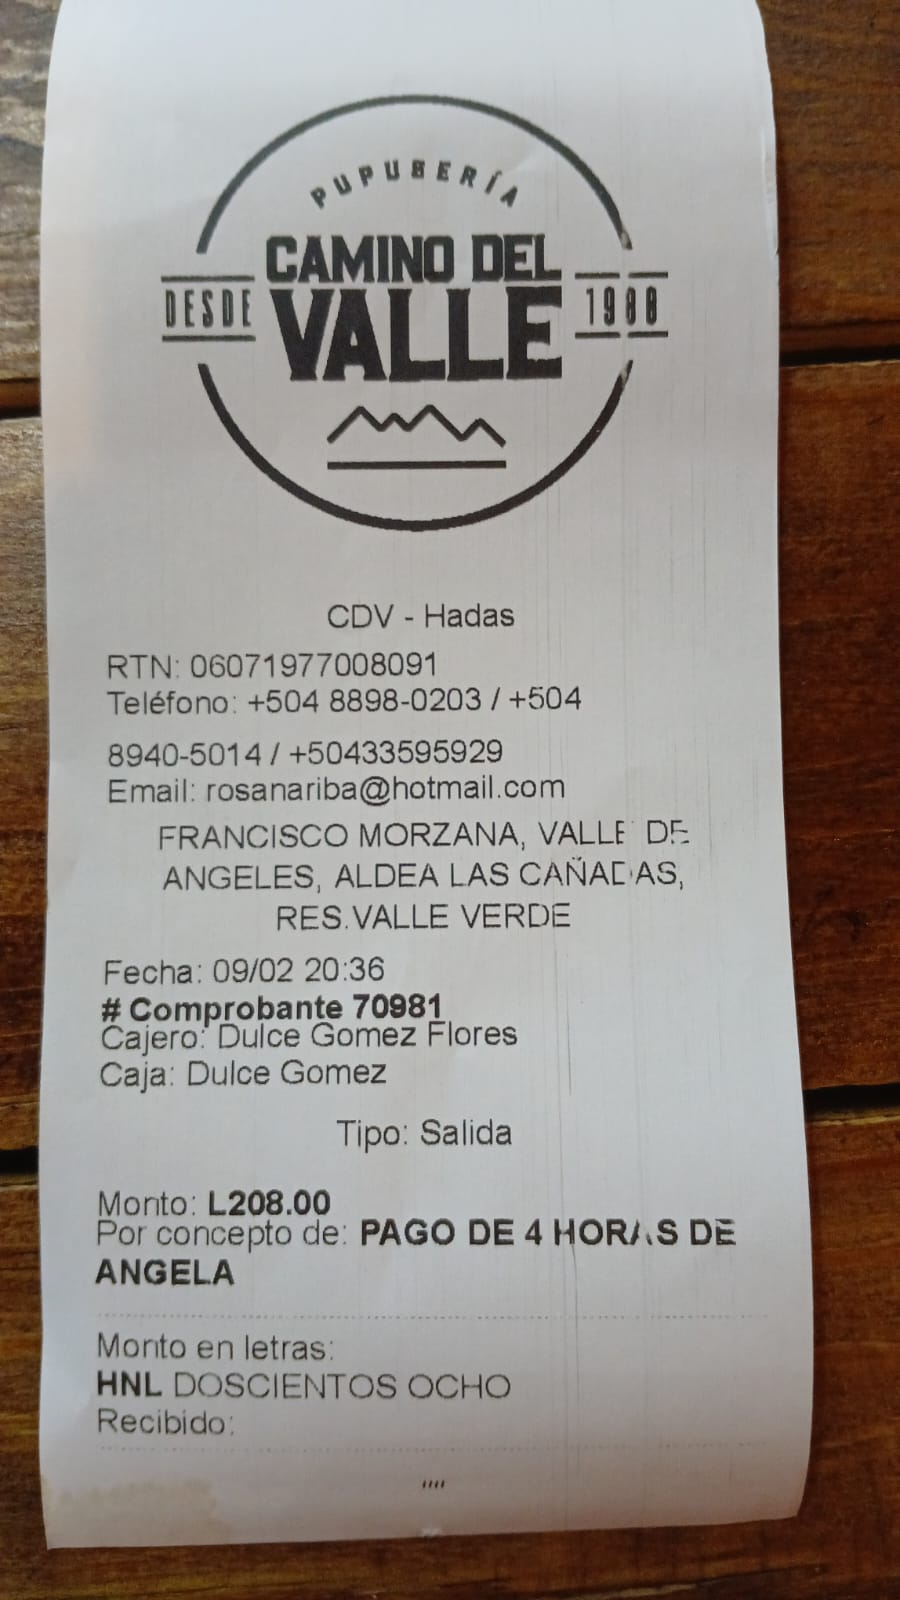 PUPUSERÍA
CAMINO DEL
DESDE VALLE 1988
CDV - Hadas
RTN: 06071977008091
Teléfono: +504 8898-0203 / +504
8940-5014 / +50433595929
Email: rosanariba@hotmail.com
FRANCISCO MORZANA, VALLE DE
ANGELES, ALDEA LAS CAÑADAS,
RES.VALLE VERDE
Fecha: 09/02 20:36
# Comprobante 70981
Cajero: Dulce Gomez Flores
Caja: Dulce Gomez
Tipo: Salida
Monto: L208.00
Por concepto de: PAGO DE 4 HORAS DE
ANGELA
Monto en letras:
HNL DOSCIENTOS OCHO
Recibido:
,,,,